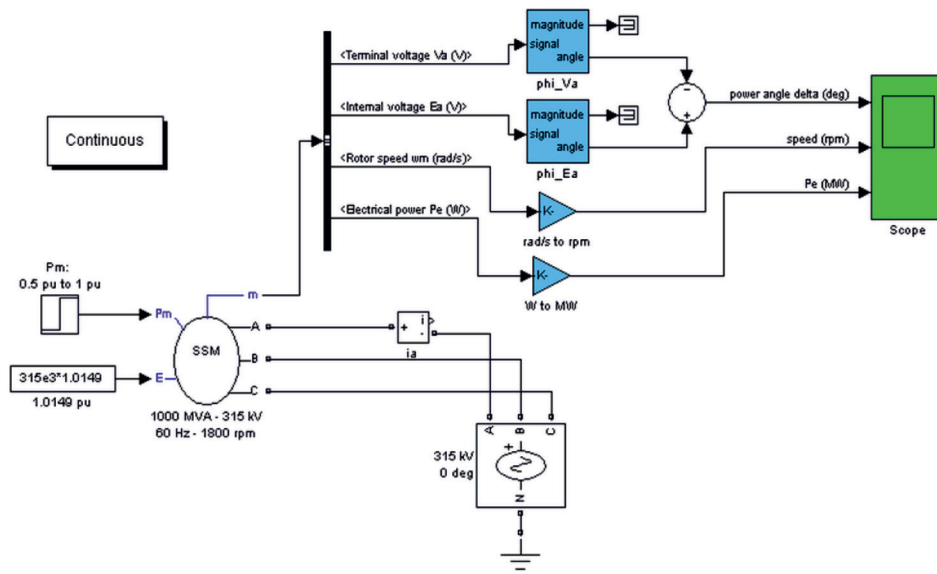 magnitude
signal
angle
phi_Va
<Terminal voltage Va (V)>
<Internal voltage Ea (V)>
magnitude
signal
angle
phi_Ea
-
+
power angle delta (deg)
speed (rpm)
Pe (MW)
Scope
Continuous
<Rotor speed wm (rad/s)>
K-
rad/s to rpm
<Electrical power Pe (W)>
K-
W to MW
Pm:
0.5 pu to 1 pu
m
Pm
SSM
A
B
C
E
315e3*1.0149
1.0149 pu
1000 MVA - 315 kV
60 Hz - 1800 rpm
+
i
-
ia
A
B
C
315 kV
0 deg
+
N